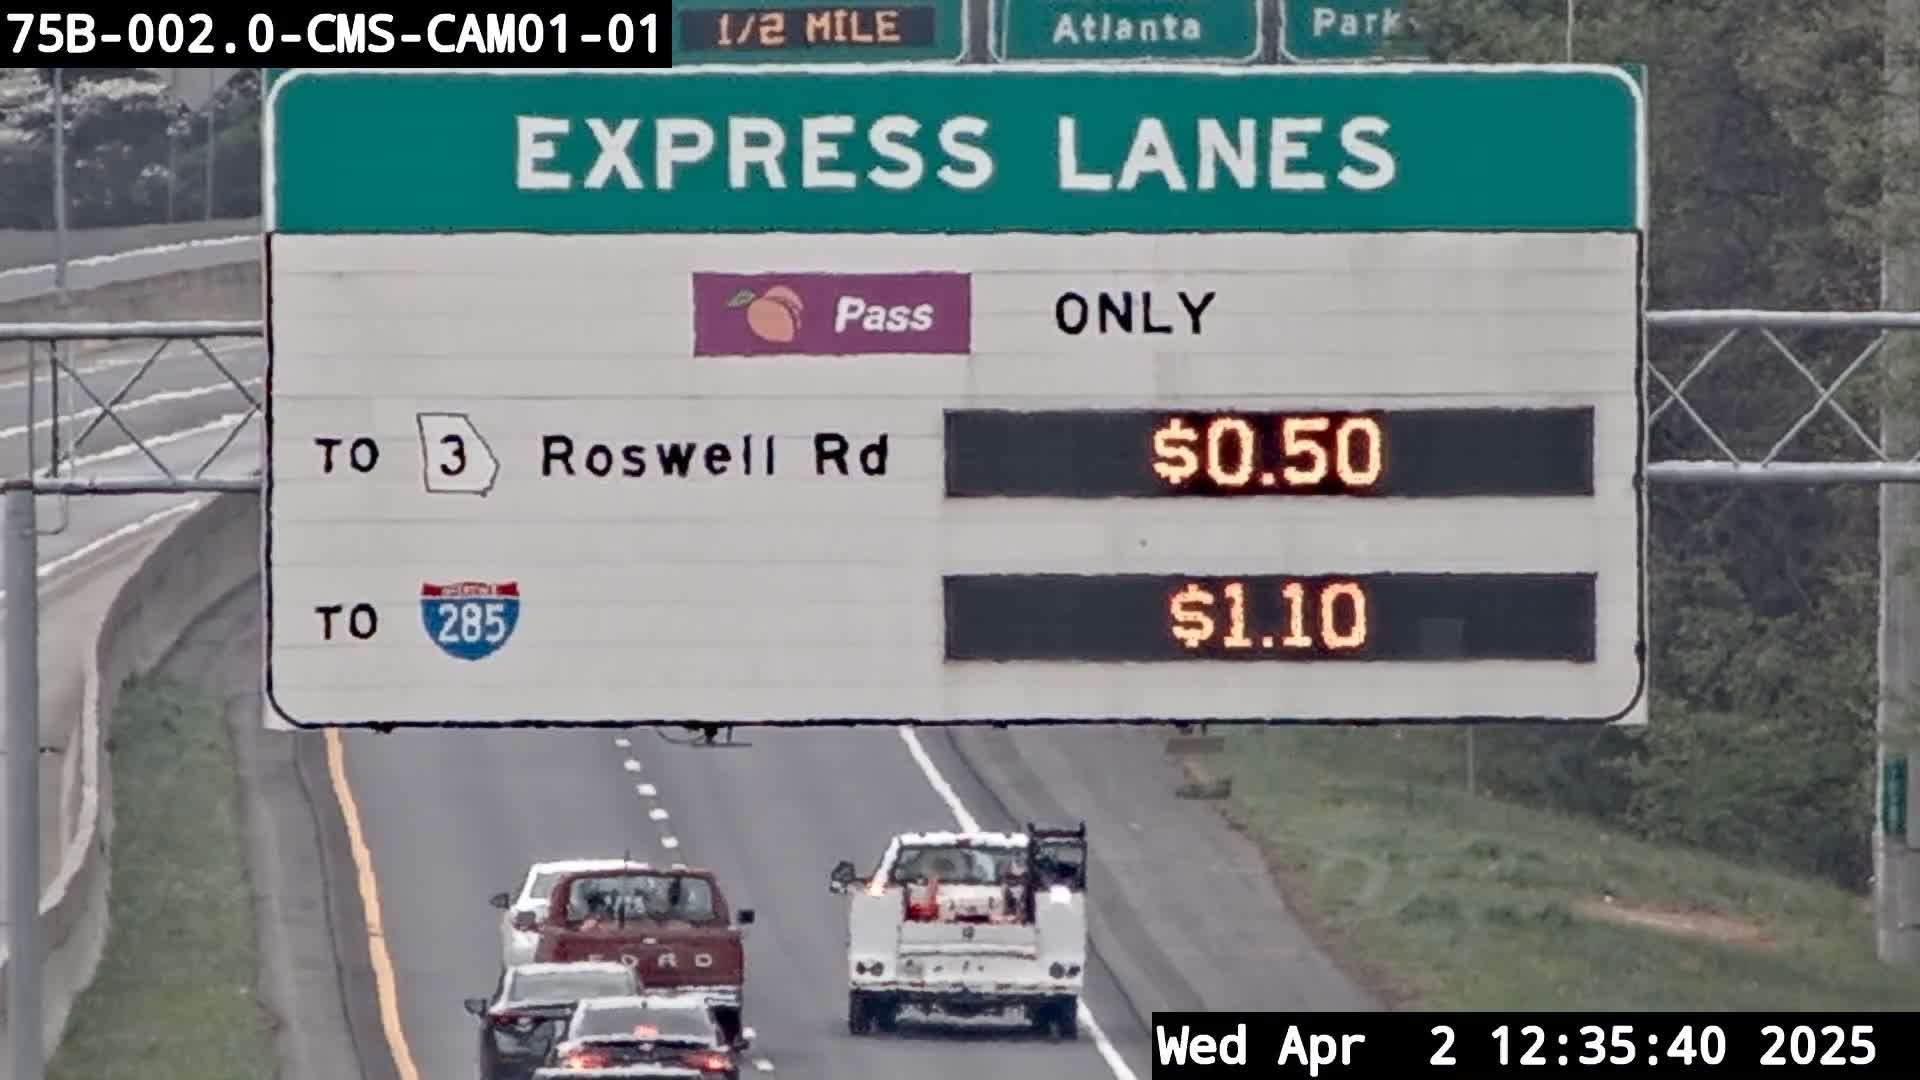 75B-002.0-CMS-CAM01-01
1/2 MILE
Atlanta
Park
EXPRESS LANES
Pass ONLY
TO 3 Roswell Rd $0.50
TO INTERSTATE 285 $1.10
FORD
Wed Apr 2 12:35:40 2025